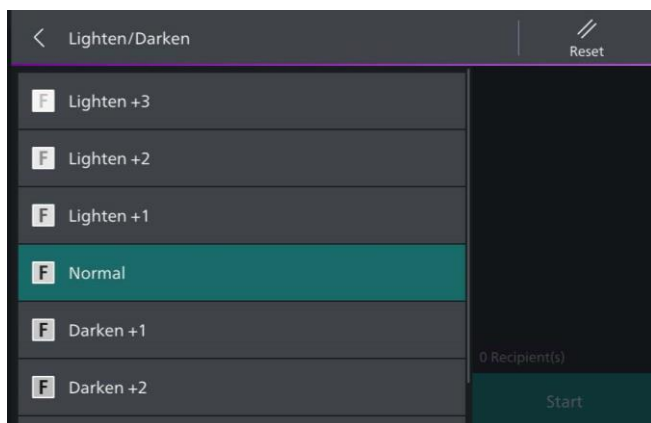 Lighten/Darken
Reset
F Lighten +3
F Lighten +2
F Lighten +1
F Normal
F Darken +1
F Darken +2
0 Recipient(s)
Start